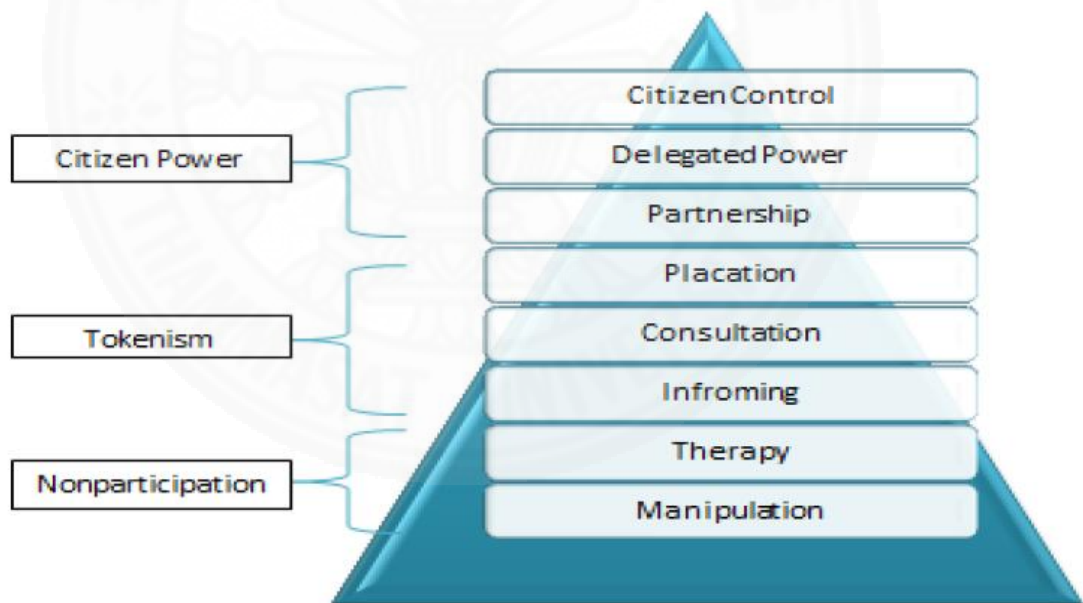 Citizen Control
Citizen Power
Delegated Power
Partnership
Placation
Tokenism
Consultation
Infroming
Therapy
Nonparticipation
Manipulation